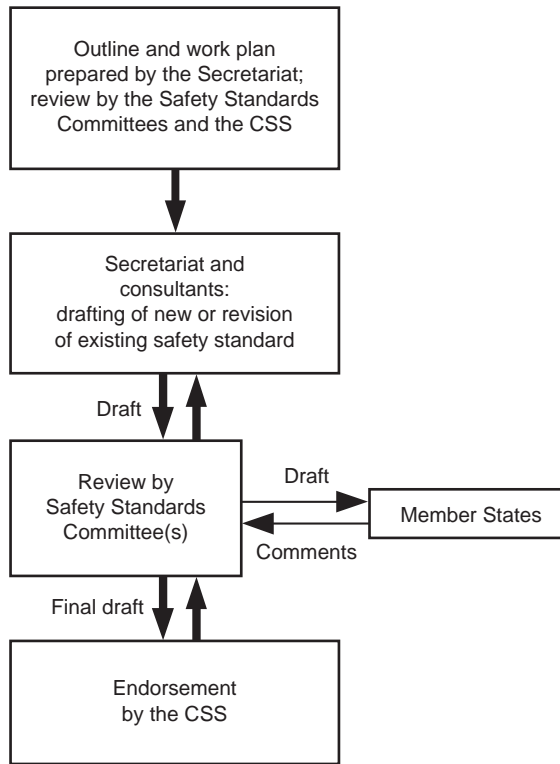 Outline and work plan
prepared by the Secretariat;
review by the Safety Standards
Committees and the CSS
Secretariat and
consultants:
drafting of new or revision
of existing safety standard
Draft
Review by
Safety Standards
Committee(s)
Draft
Member States
Comments
Final draft
Endorsement
by the CSS